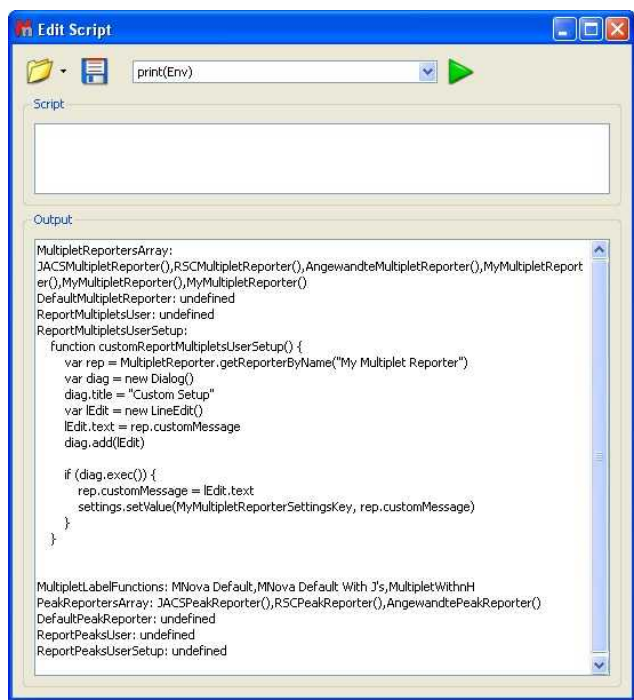 Edit Script
print(Env)
Script
Output
MultipletReportersArray:
JACSMultipletReporter(),RSCMultipletReporter(),AngewandteMultipletReporter(),MyMultipletReport
er(),MyMultipletReporter(),MyMultipletReporter()
DefaultMultipletReporter: undefined
ReportMultipletsUser: undefined
ReportMultipletsUserSetup:
function customReportMultipletsUserSetup() {
var rep = MultipletReporter.getReporterByName("My Multiplet Reporter")
var diag = new Dialog()
diag.title = "Custom Setup"
var lEdit = new LineEdit()
lEdit.text = rep.customMessage
diag.add(lEdit)
if (diag.exec()) {
rep.customMessage = lEdit.text
settings.setValue(MyMultipletReporterSettingsKey, rep.customMessage)
}
}
MultipletLabelFunctions: MNova Default,MNova Default With J's,MultipletWithnH
PeakReportersArray: JACSPeakReporter(),RSCPeakReporter(),AngewandtePeakReporter()
DefaultPeakReporter: undefined
ReportPeaksUser: undefined
ReportPeaksUserSetup: undefined